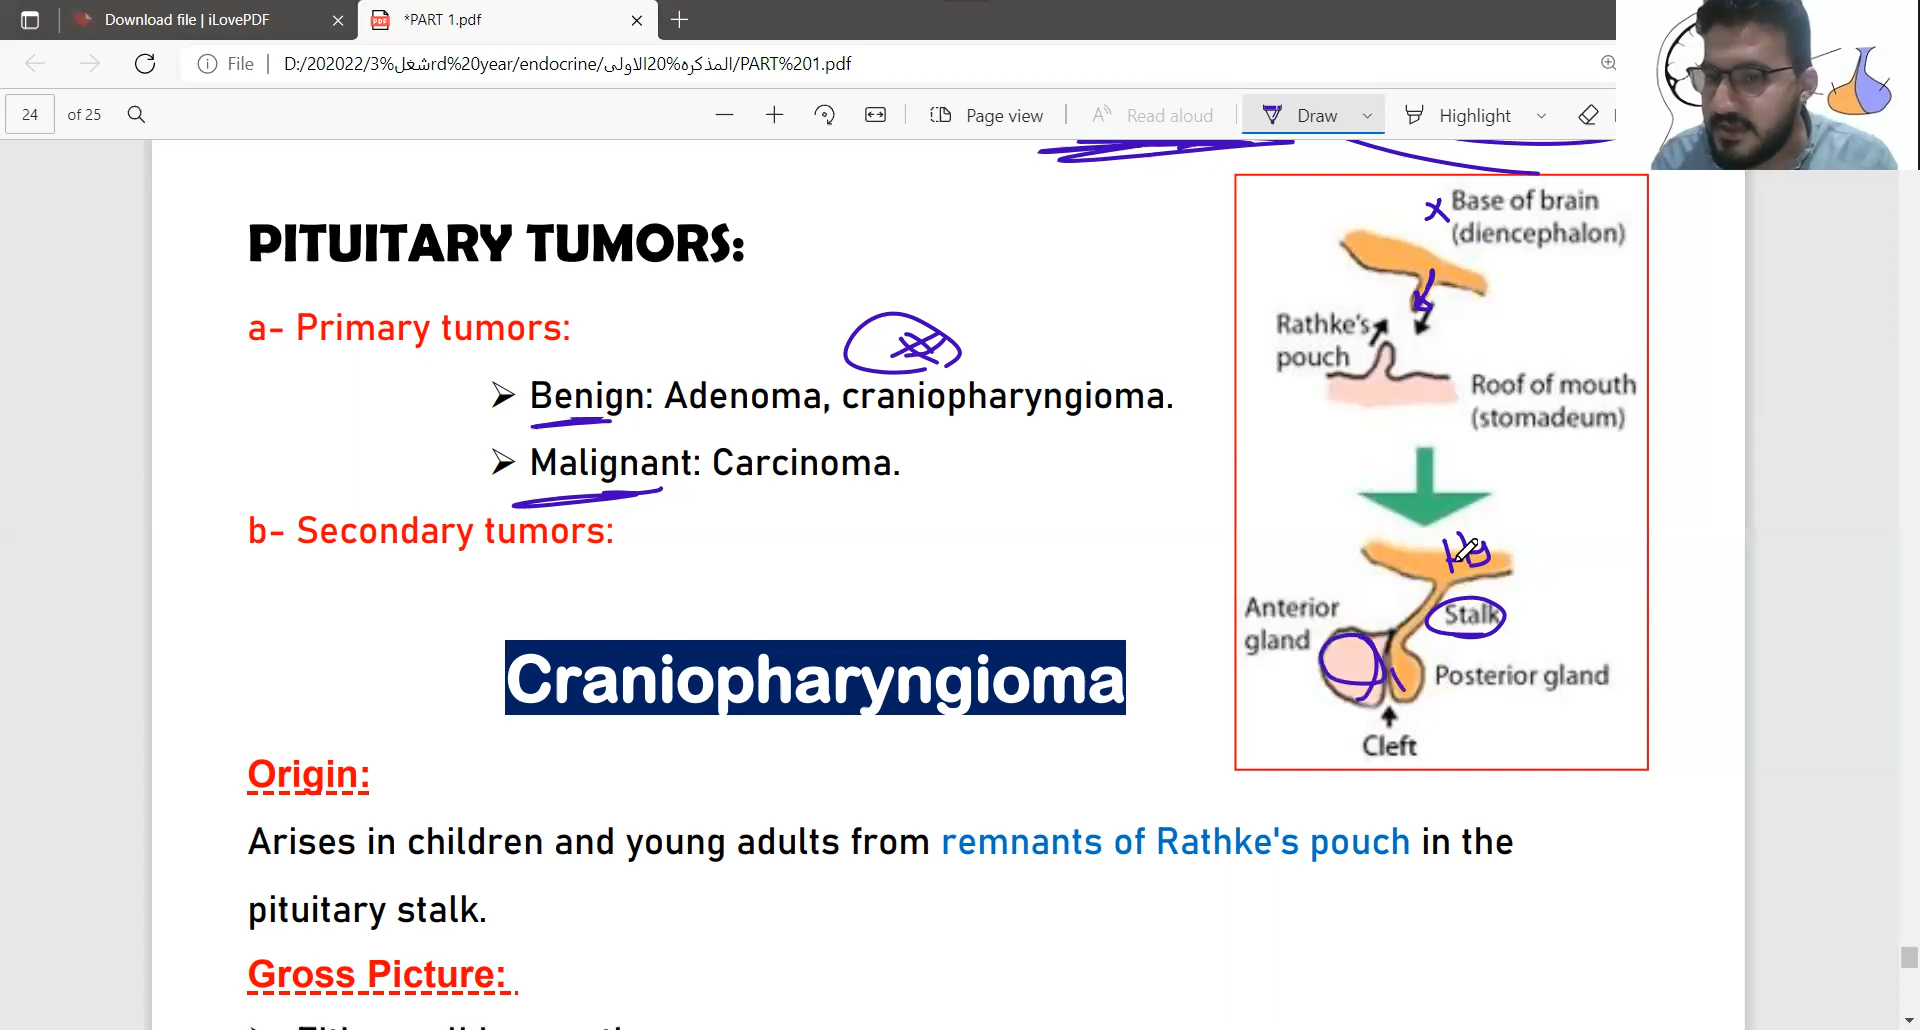 Download file | iLovePDF
*PART 1.pdf
File
D:/202022/3%شغلrd%20year/endocrine/المذكره%20الاولى/PART%201.pdf
24 of 25
Page view
Read aloud
Draw
Highlight
PITUITARY TUMORS:
a- Primary tumors:
➢ Benign: Adenoma, craniopharyngioma.
➢ Malignant: Carcinoma.
b- Secondary tumors:
x Base of brain
(diencephalon)
Rathke's
pouch
Roof of mouth
(stomadeum)
Hy
Anterior
gland
Stalk
Posterior gland
Cleft
Craniopharyngioma
Origin:
Arises in children and young adults from remnants of Rathke's pouch in the
pituitary stalk.
Gross Picture: